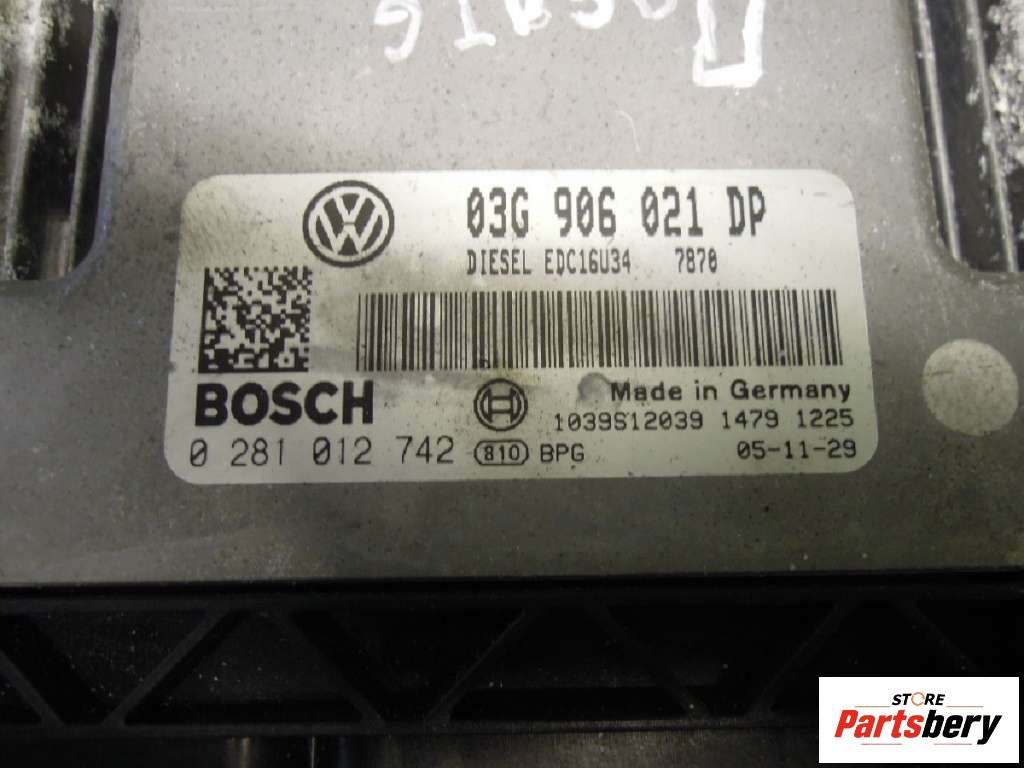 03G 906 021 DP
DIESEL EDC16U34 7870
BOSCH
Made in Germany
1039S12039 1479 1225
0 281 012 742 810 BPG 05-11-29
STORE
Partsbery